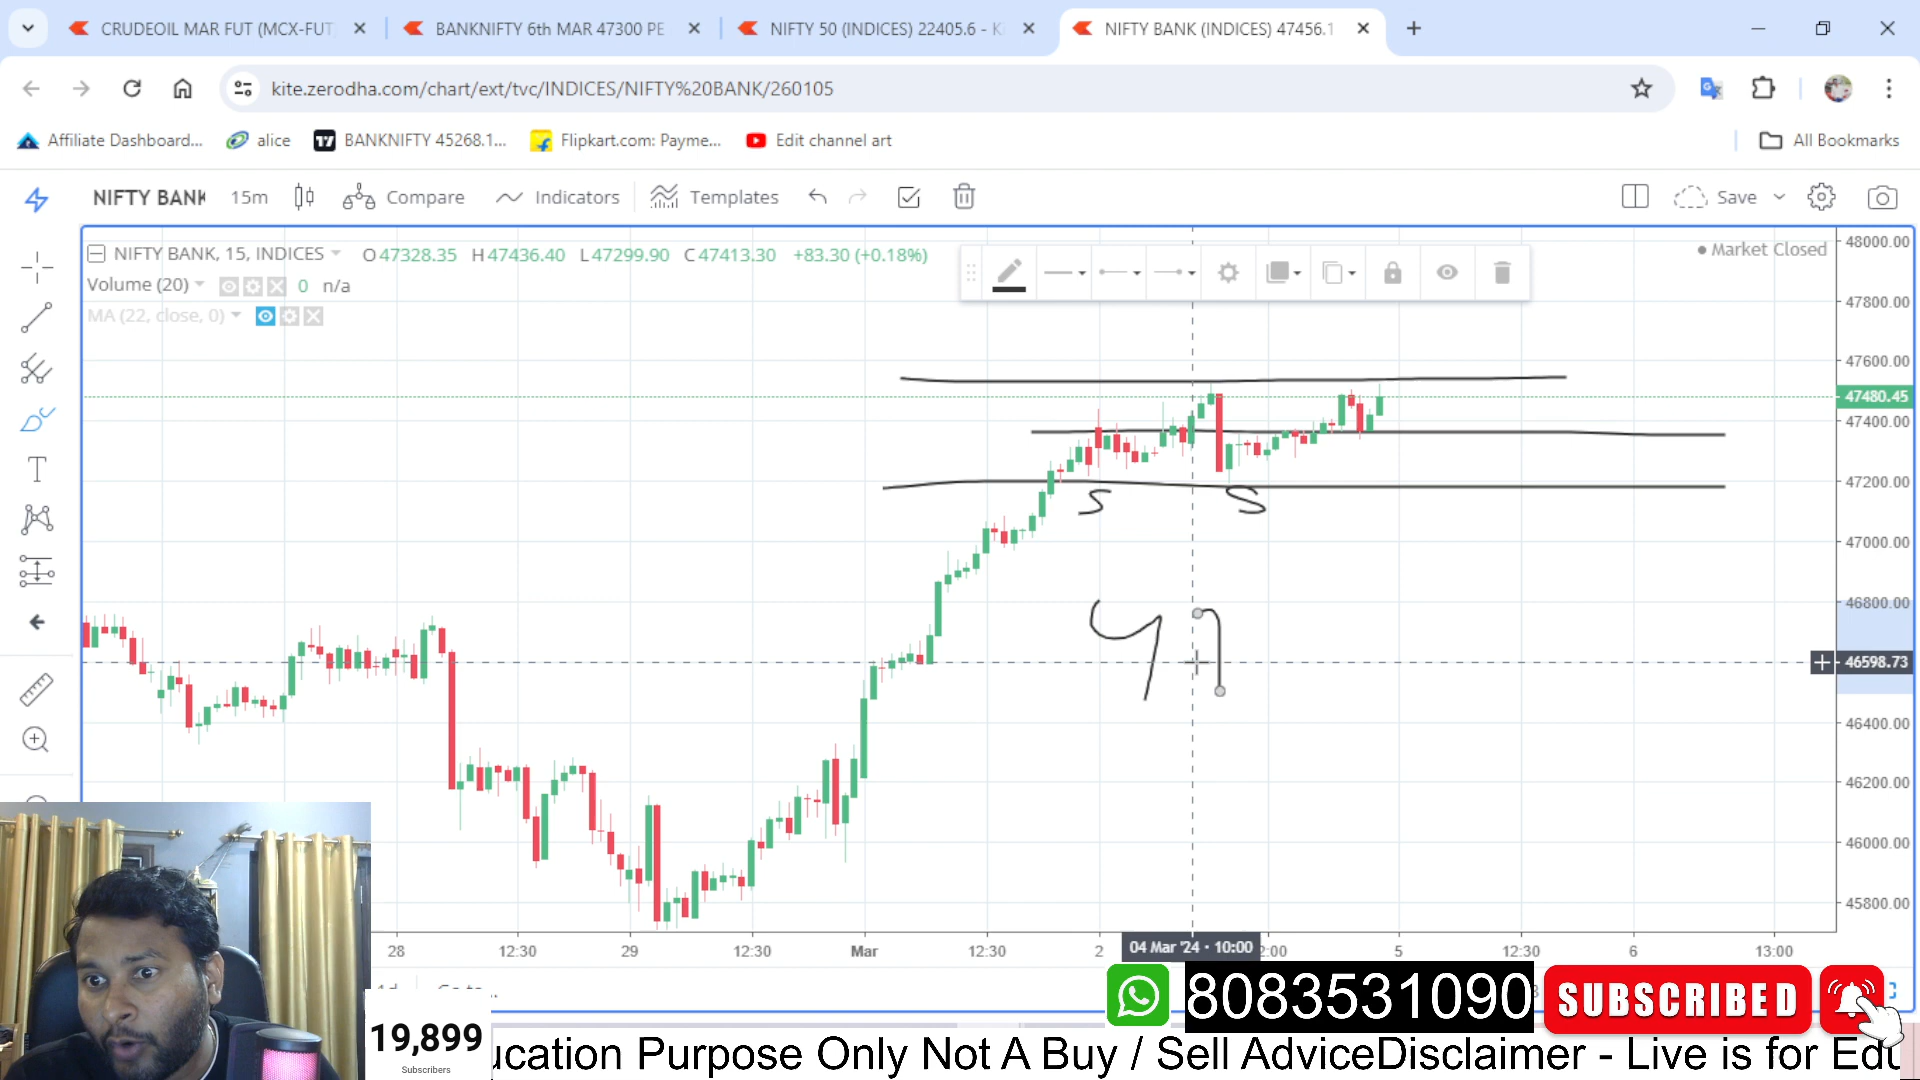 CRUDEOIL MAR FUT (MCX-FUT
BANKNIFTY 6th MAR 47300 PE
NIFTY 50 (INDICES) 22405.6 - K
NIFTY BANK (INDICES) 47456.1
kite.zerodha.com/chart/ext/tvc/INDICES/NIFTY%20BANK/260105
Affiliate Dashboard...
alice
BANKNIFTY 45268.1...
Flipkart.com: Payme...
Edit channel art
All Bookmarks
NIFTY BANK
15m
Compare
Indicators
Templates
Save
NIFTY BANK, 15, INDICES
O47328.35 H47436.40 L47299.90 C47413.30 +83.30 (+0.18%)
Market Closed
Volume (20) 0 n/a
MA (22, close, 0)
48000.00
47800.00
47600.00
47480.45
47400.00
47200.00
47000.00
46800.00
46598.73
46400.00
46200.00
46000.00
45800.00
S S
47
28 12:30 29 12:30 Mar 12:30 2 04 Mar '24 • 10:00 2:00 5 12:30 6 13:00
8083531090
SUBSCRIBED
19,899
Subscribers
ucation Purpose Only Not A Buy / Sell AdviceDisclaimer - Live is for Edu